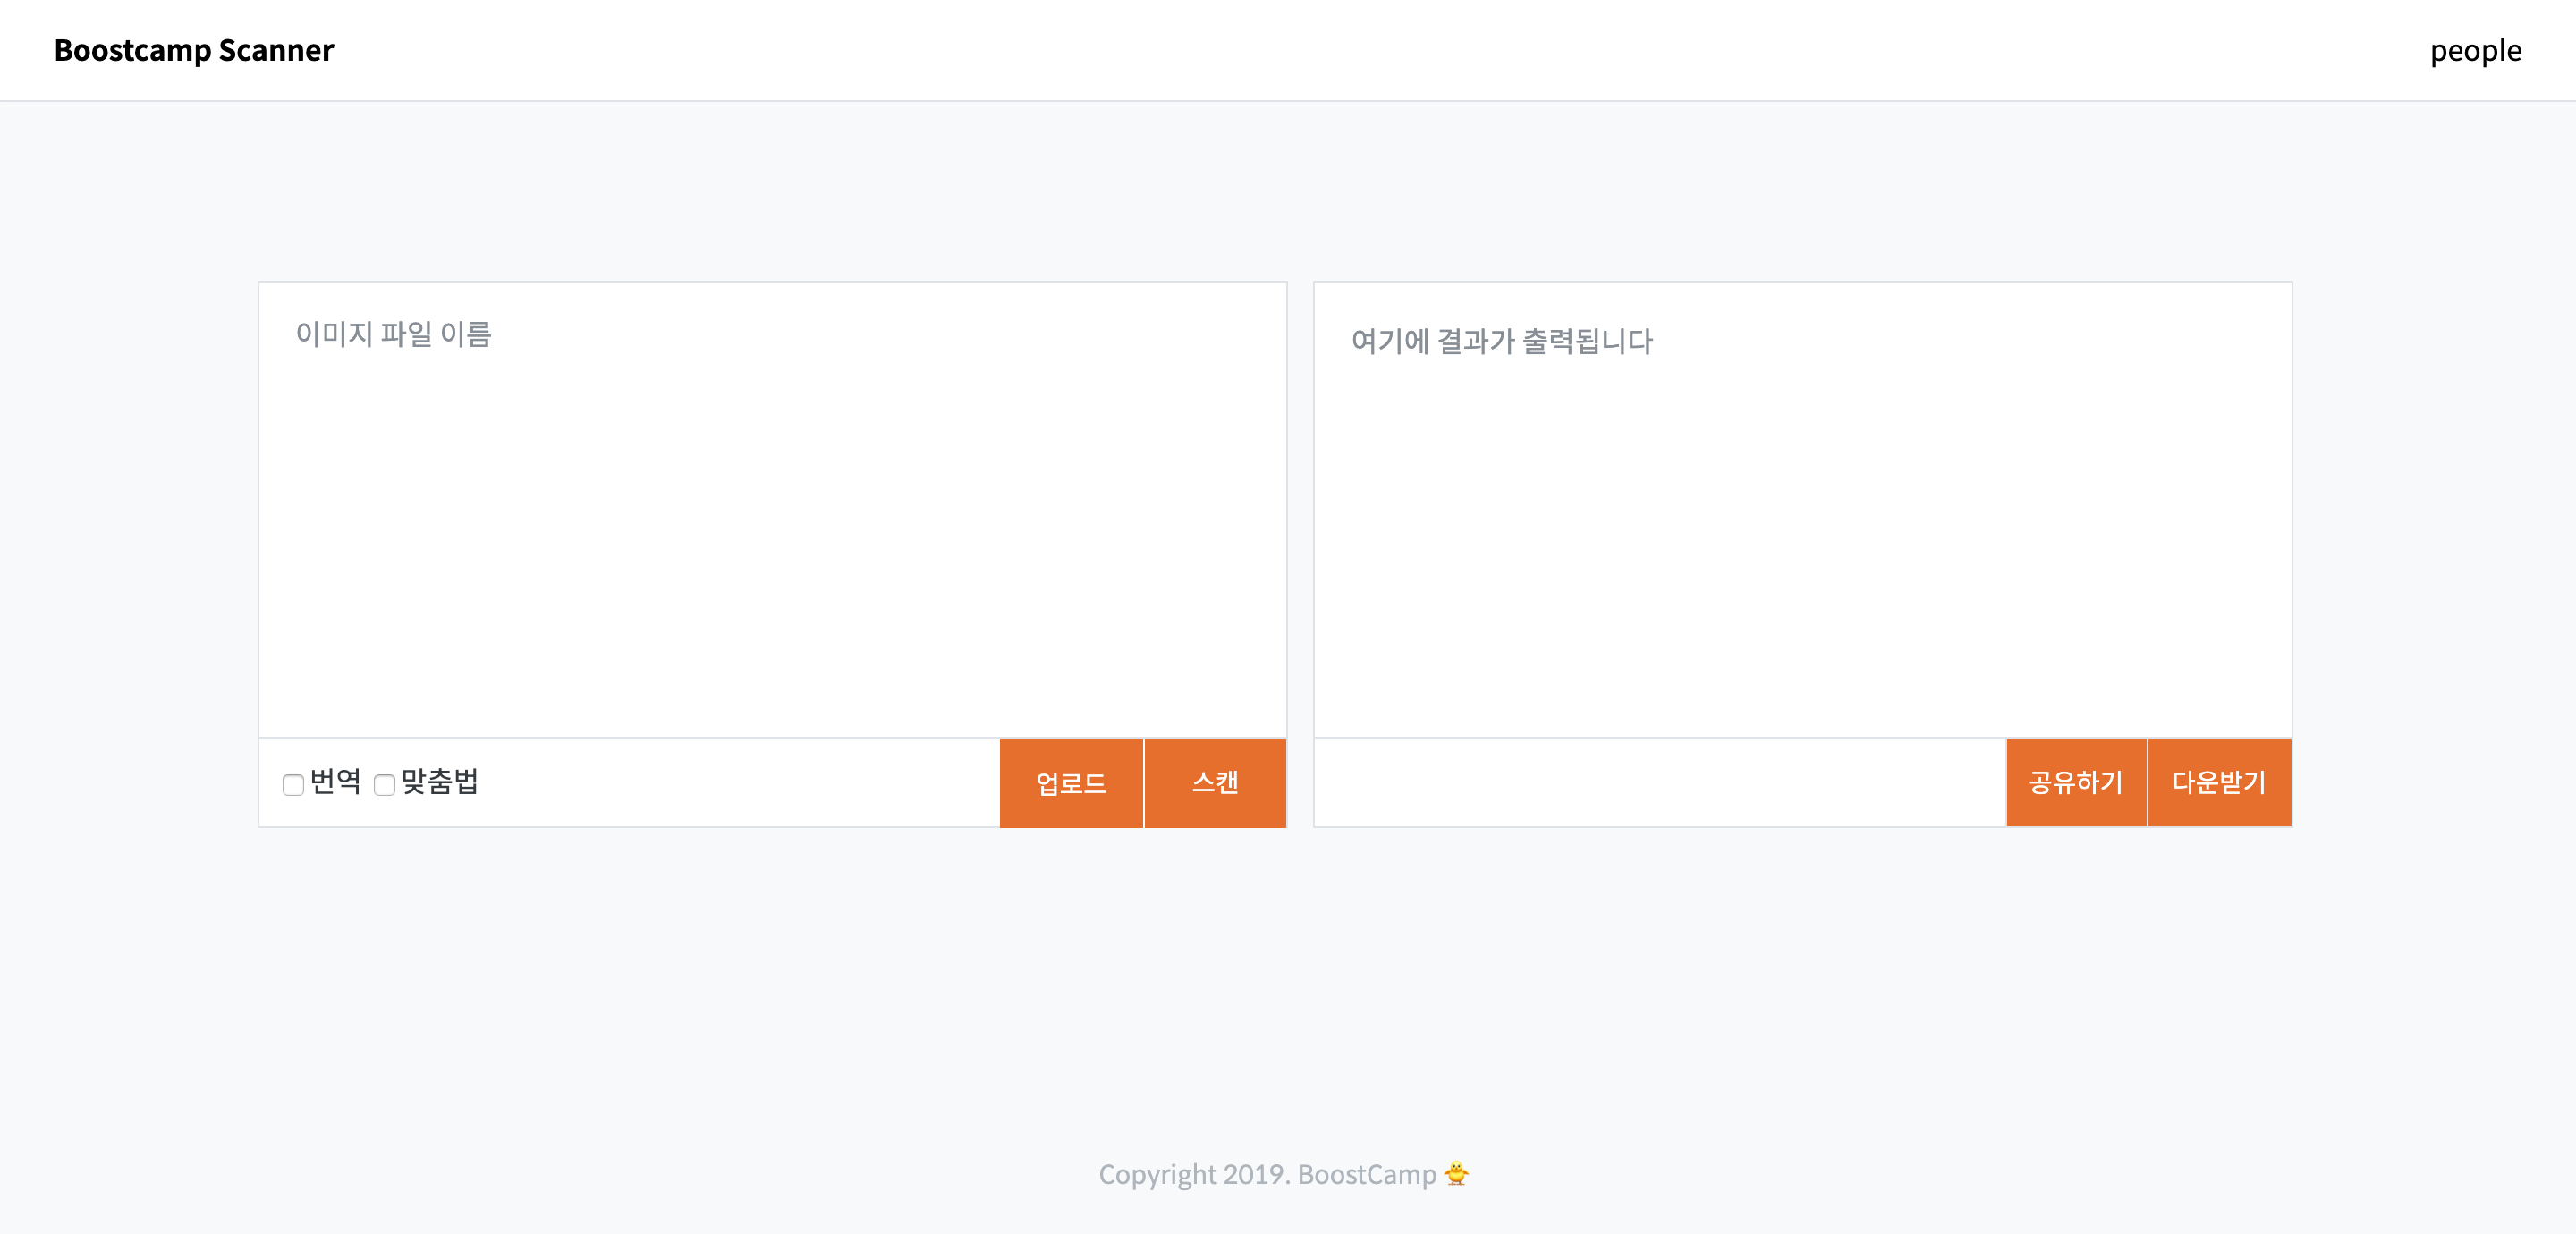 Boostcamp Scanner
people
이미지 파일 이름
여기에 결과가 출력됩니다
번역 맞춤법
업로드
스캔
공유하기
다운받기
Copyright 2019. BoostCamp 🐥